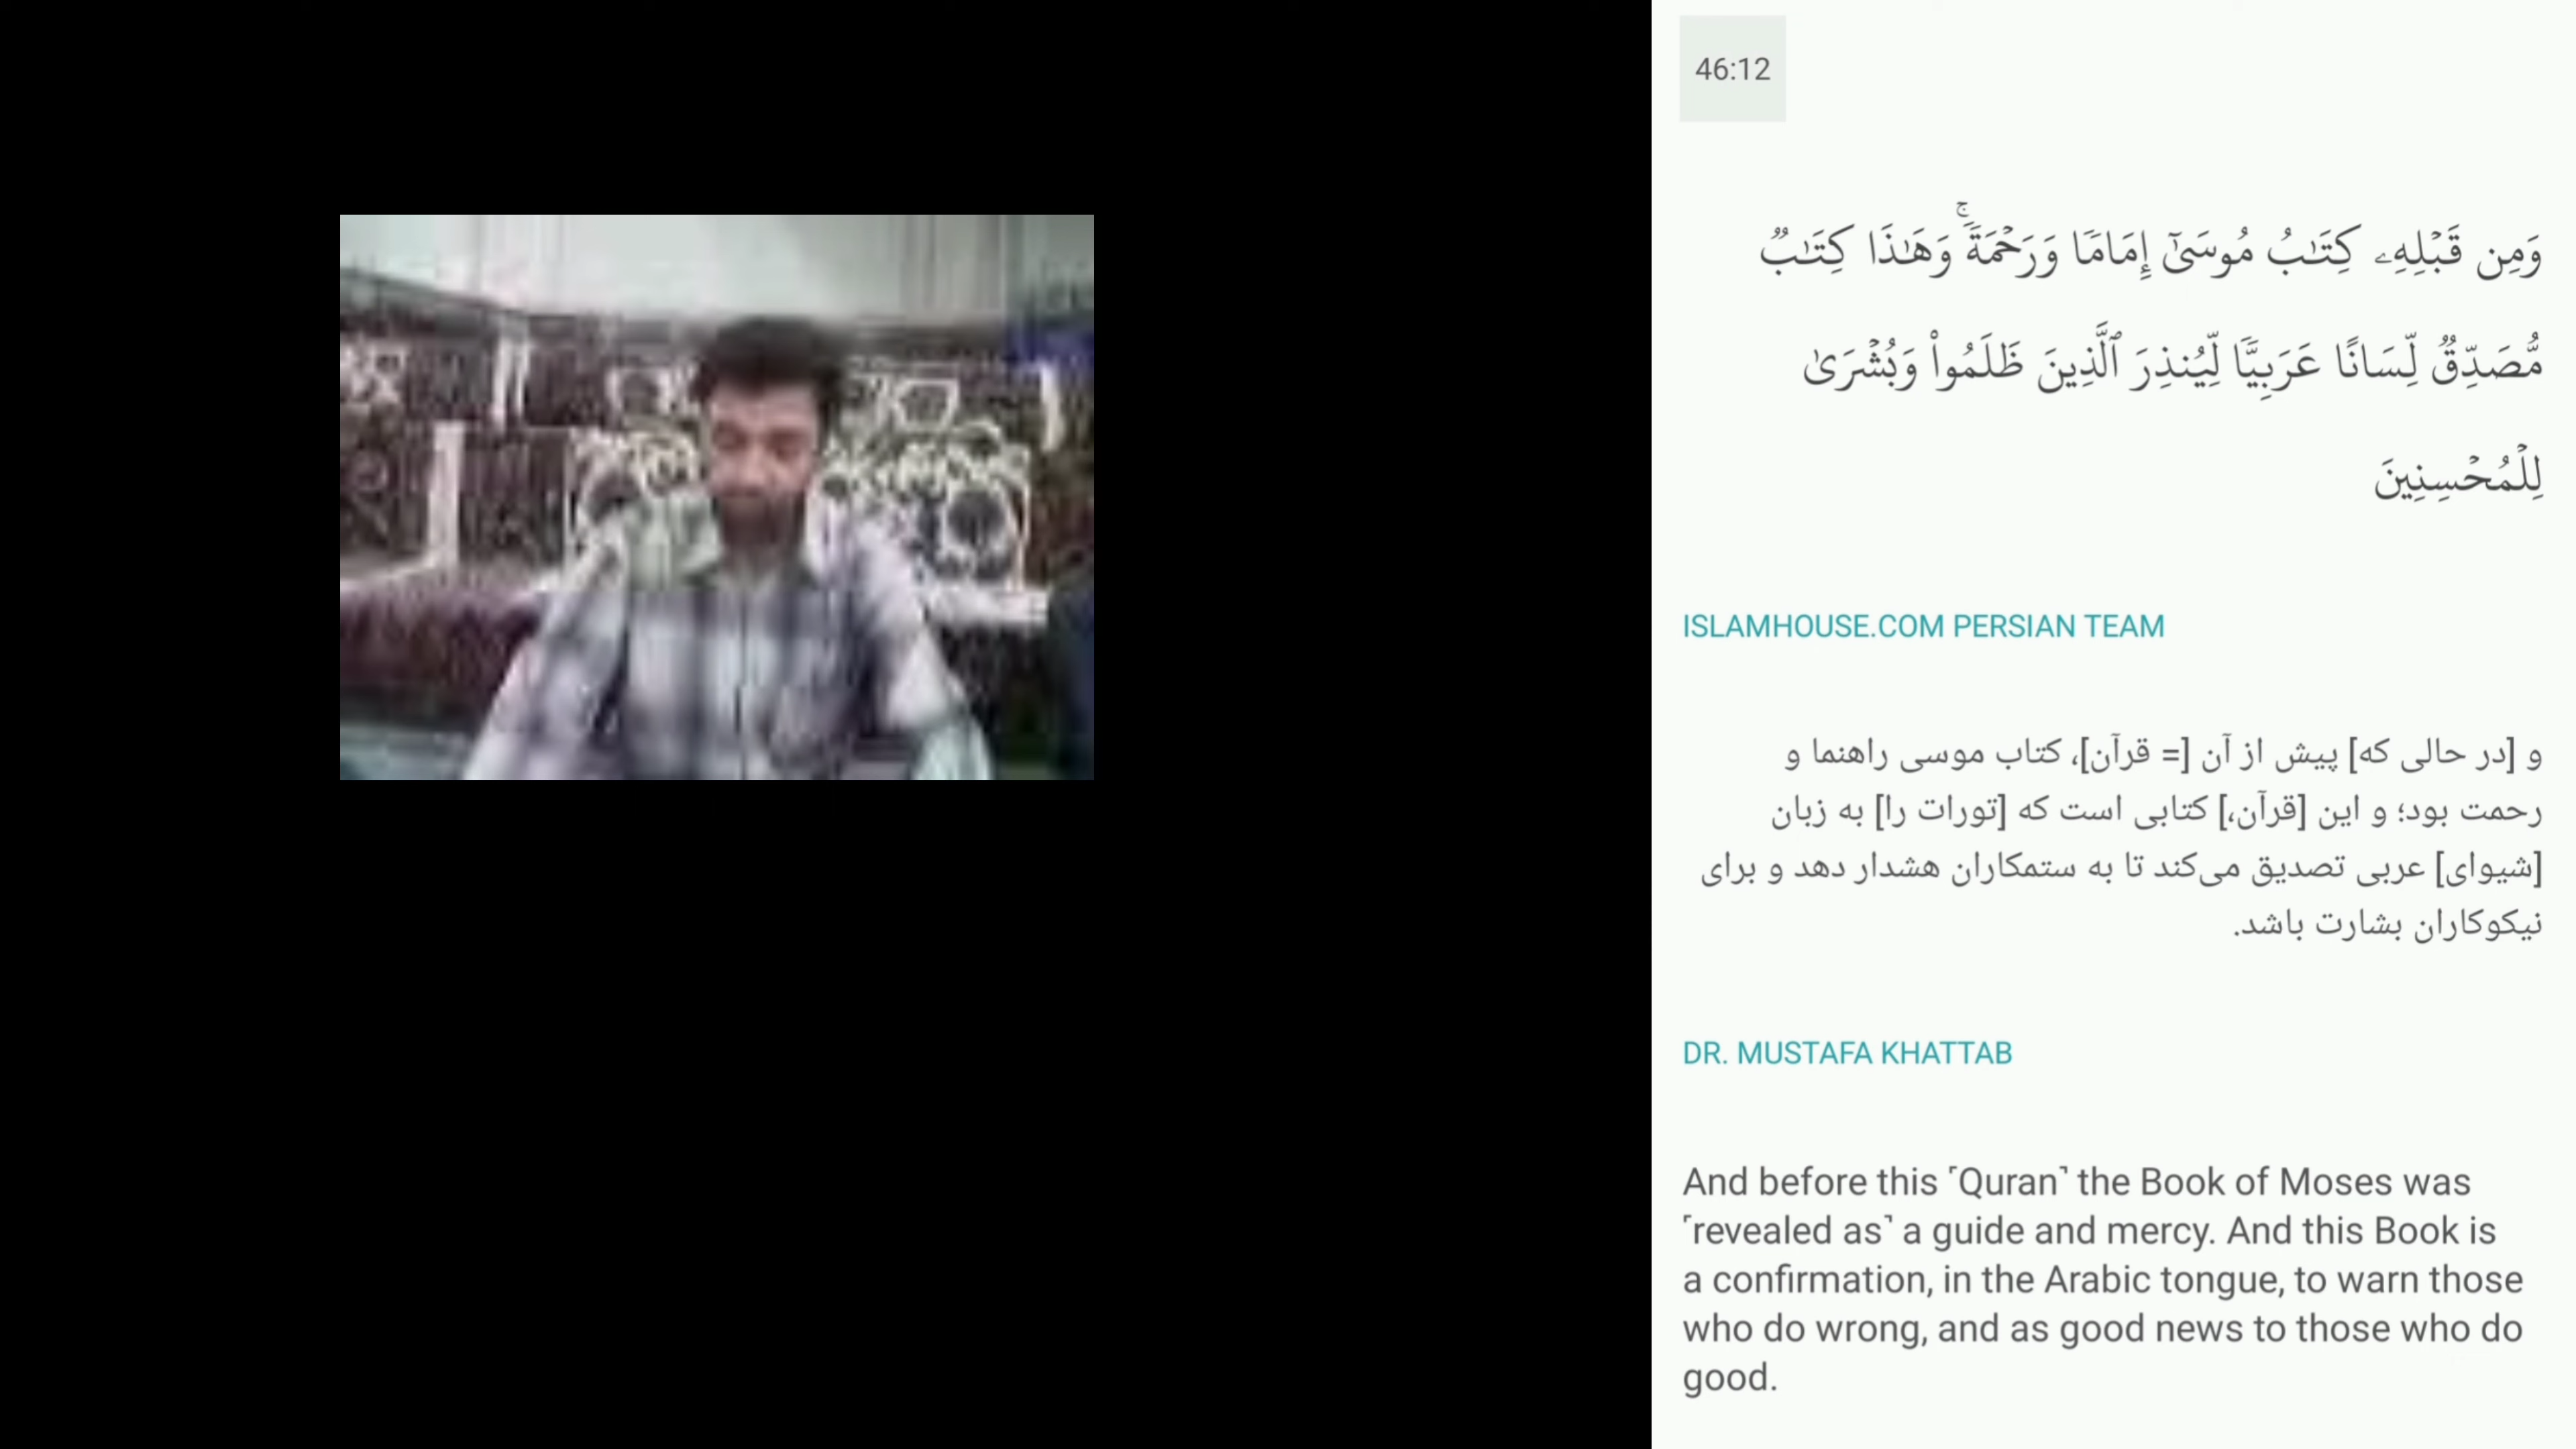 46:12
وَمِن قَبْلِهِۦ كِتَـٰبُ مُوسَىٰٓ إِمَامًا وَرَحْمَةً ۚ وَهَـٰذَا كِتَـٰبٌ
مُّصَدِّقٌ لِّسَانًا عَرَبِيًّا لِّيُنذِرَ ٱلَّذِينَ ظَلَمُوا۟ وَبُشْرَىٰ
لِلْمُحْسِنِينَ
ISLAMHOUSE.COM PERSIAN TEAM
و [در حالی که] پیش از آن [= قرآن]، کتاب موسی راهنما و
رحمت بود؛ و این [قرآن،] کتابی است که [تورات را] به زبان
[شیوای] عربی تصدیق می‌کند تا به ستمکاران هشدار دهد و برای
نیکوکاران بشارت باشد.
DR. MUSTAFA KHATTAB
And before this ˹Quran˺ the Book of Moses was
˹revealed as˺ a guide and mercy. And this Book is
a confirmation, in the Arabic tongue, to warn those
who do wrong, and as good news to those who do
good.